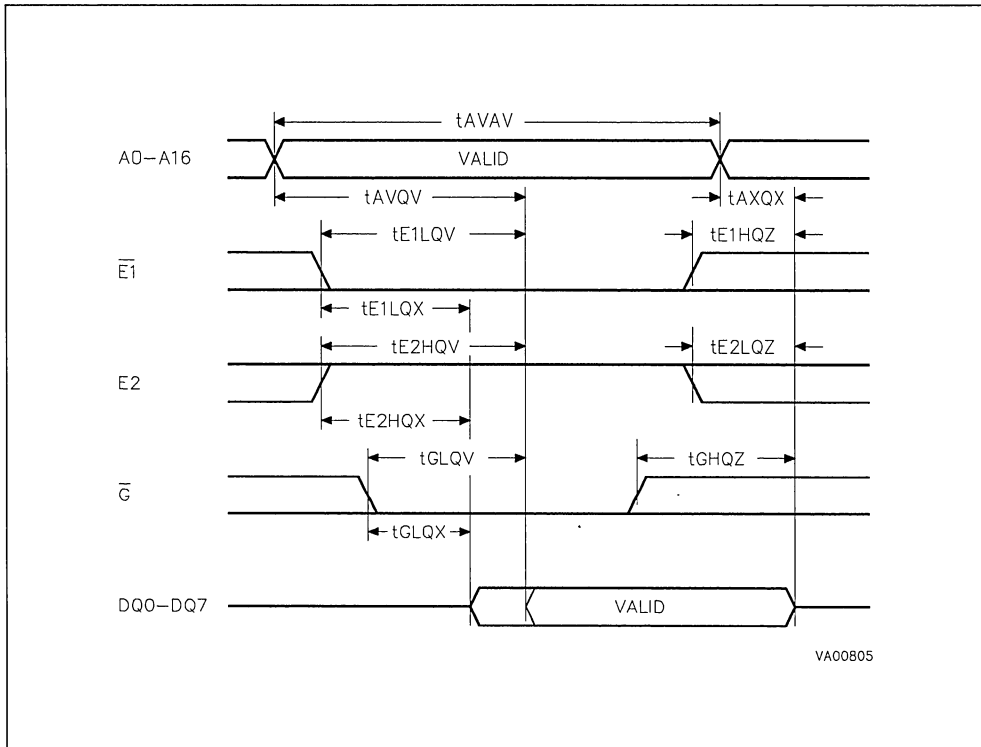 tAVAV
A0-A16
VALID
tAVQV
tAXQX
tE1LQV
tE1HQZ
E1
tE1LQX
tE2HQV
tE2LQZ
E2
tE2HQX
tGLQV
tGHQZ
G
tGLQX
DQ0-DQ7
VALID
VA00805